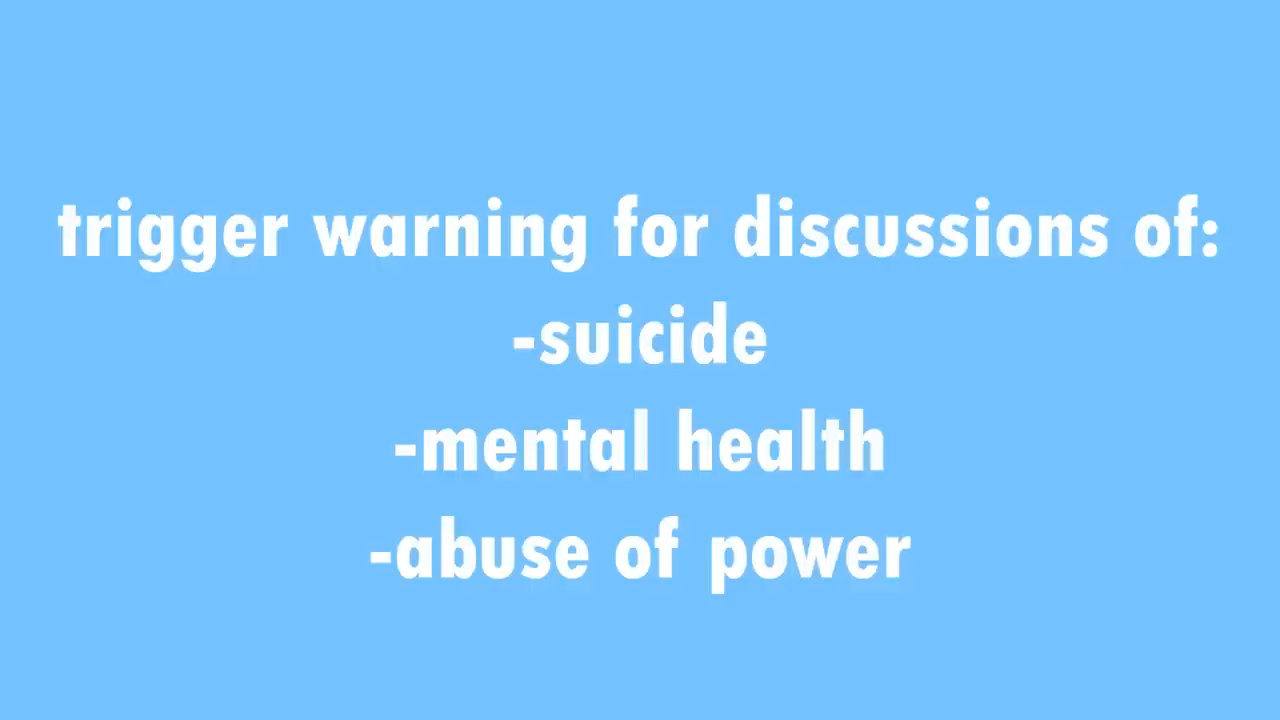 trigger warning for discussions of:
-suicide
-mental health
-abuse of power